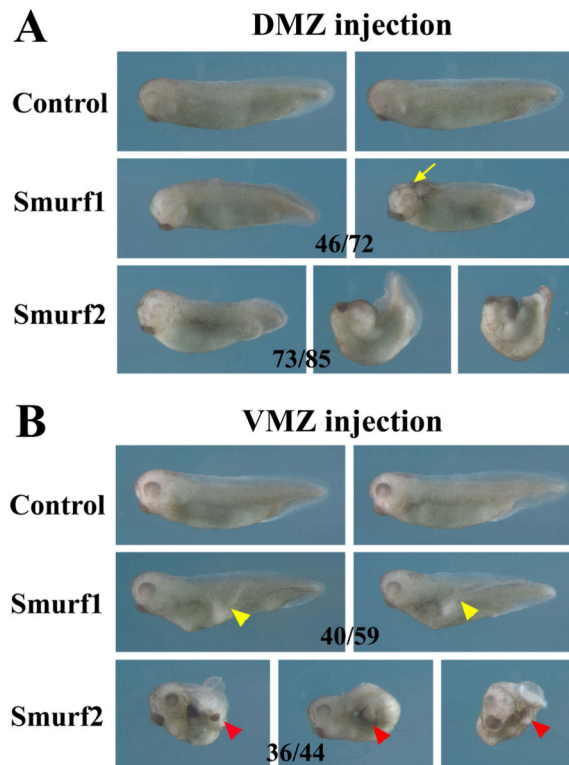 A
DMZ injection
Control
Smurf1
46/72
Smurf2
73/85
B
VMZ injection
Control
Smurf1
40/59
Smurf2
36/44